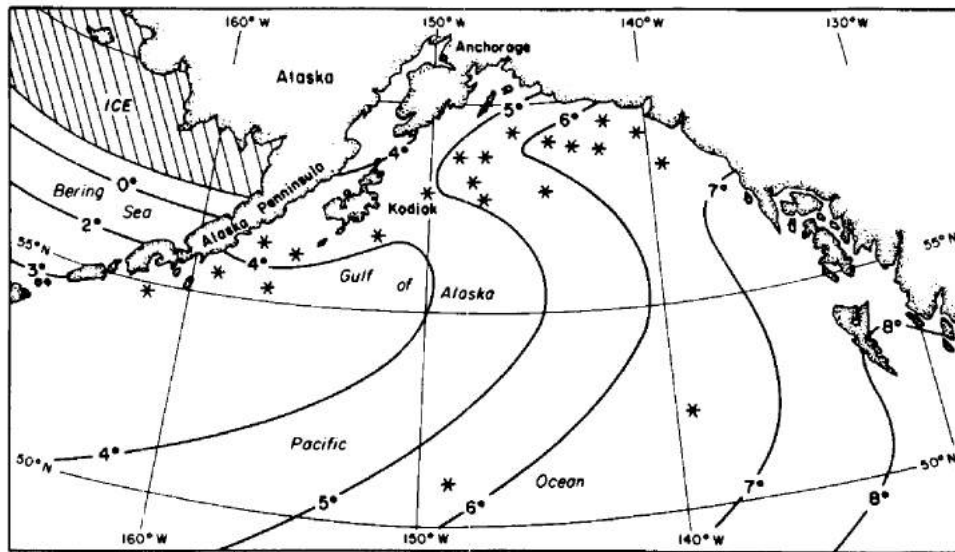 160° W
150° W
140° W
130° W
Anchorage
Alaska
ICE
5°
6°
4°
Alaska Penninsula
Bering
Sea
0°
7°
Kodiok
2°
55° N
55° N
3°
4°
Gulf of Alaska
8°
4°
Pacific
50° N
50° N
5°
6°
Ocean
7°
8°
160° W
150° W
140° W